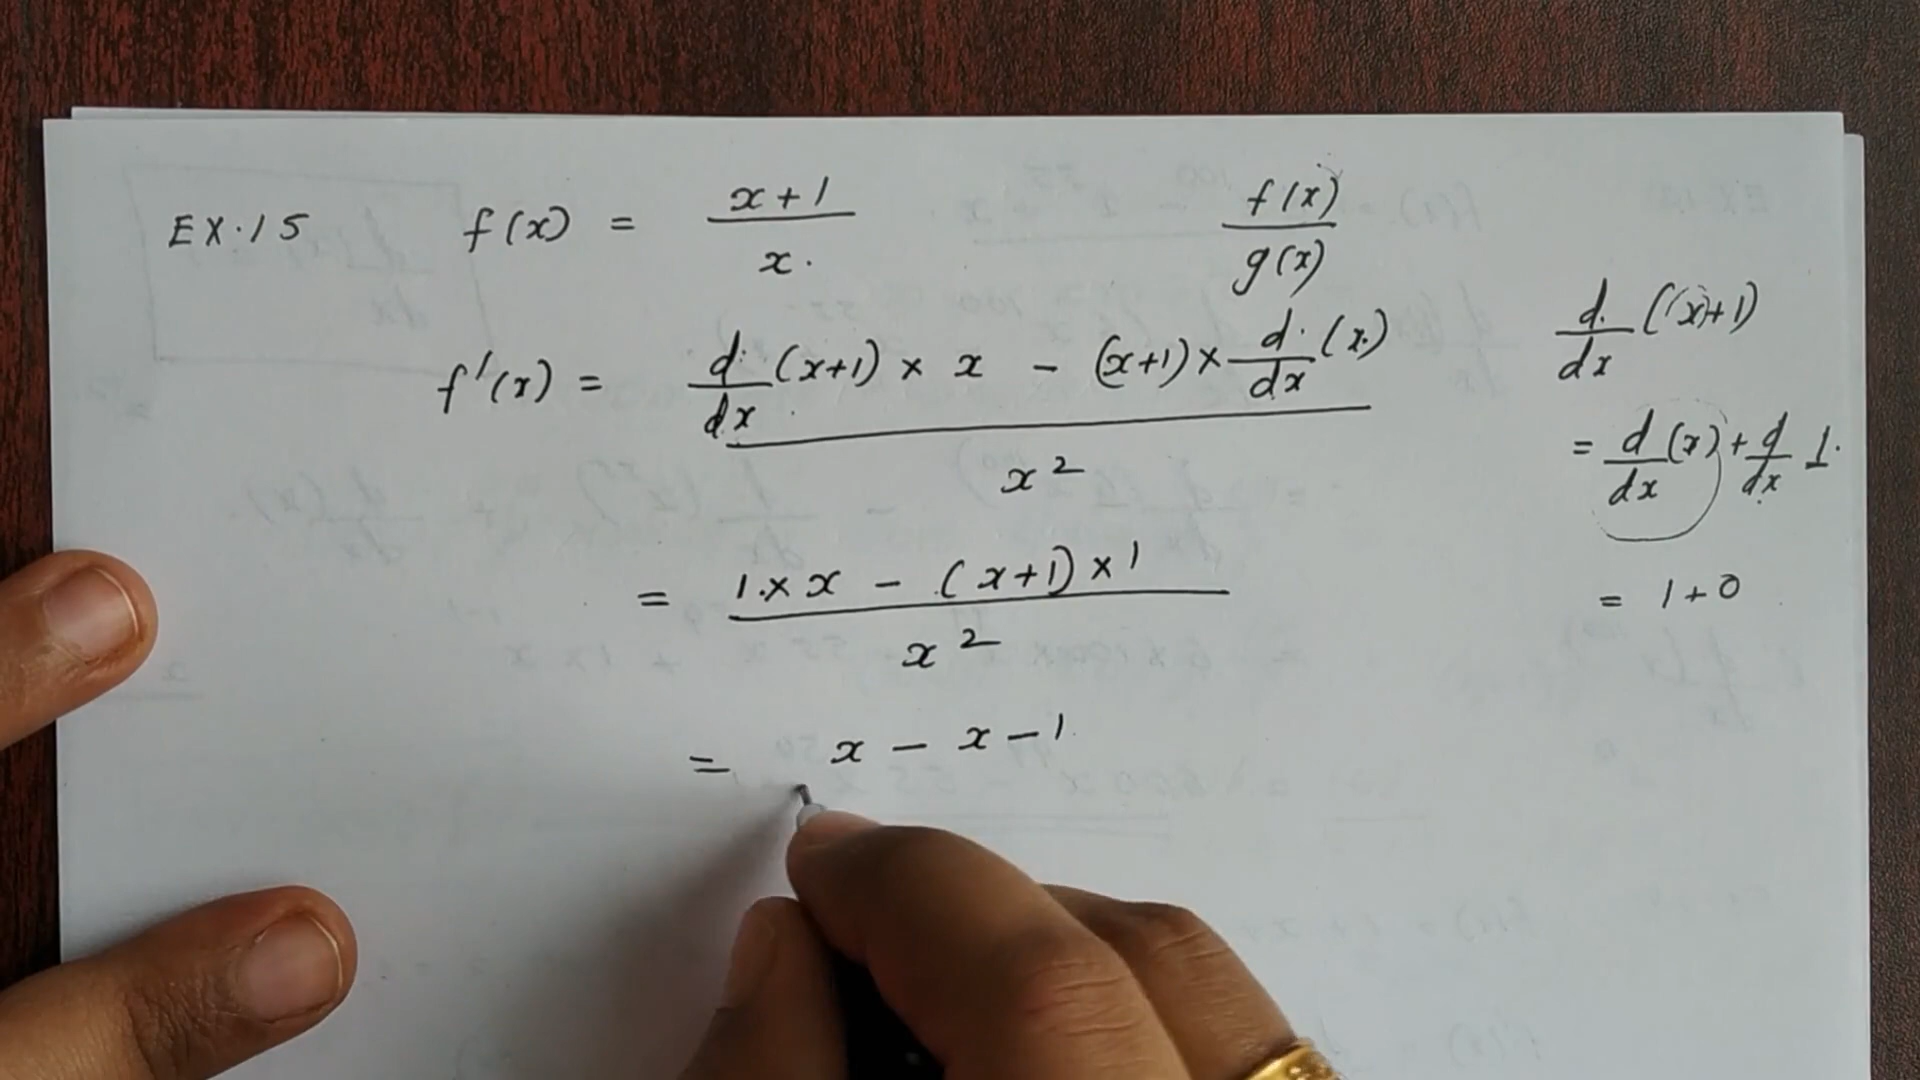 EX.15 f(x) = x+1 / x. f(x) / g(x)
f'(x) = d/dx (x+1) × x - (x+1) × d/dx (x) / x²
= 1.× x - (x+1) × 1 / x²
= x - x - 1
d/dx ((x)+1)
= d/dx (x) + d/dx 1.
= 1+0